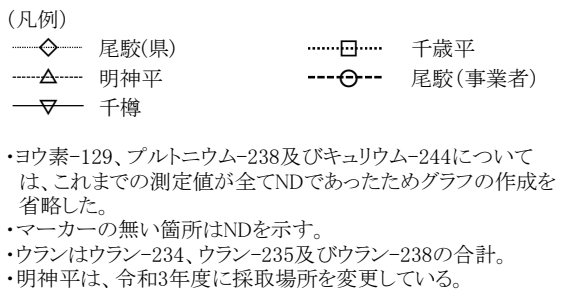 (凡例)
尾駮(県) 千歳平
明神平 尾駮(事業者)
千樽
・ヨウ素-129、プルトニウム-238及びキュリウム-244について
は、これまでの測定値が全てNDであったためグラフの作成を
省略した。
・マーカーの無い箇所はNDを示す。
・ウランはウラン-234、ウラン-235及びウラン-238の合計。
・明神平は、令和3年度に採取場所を変更している。